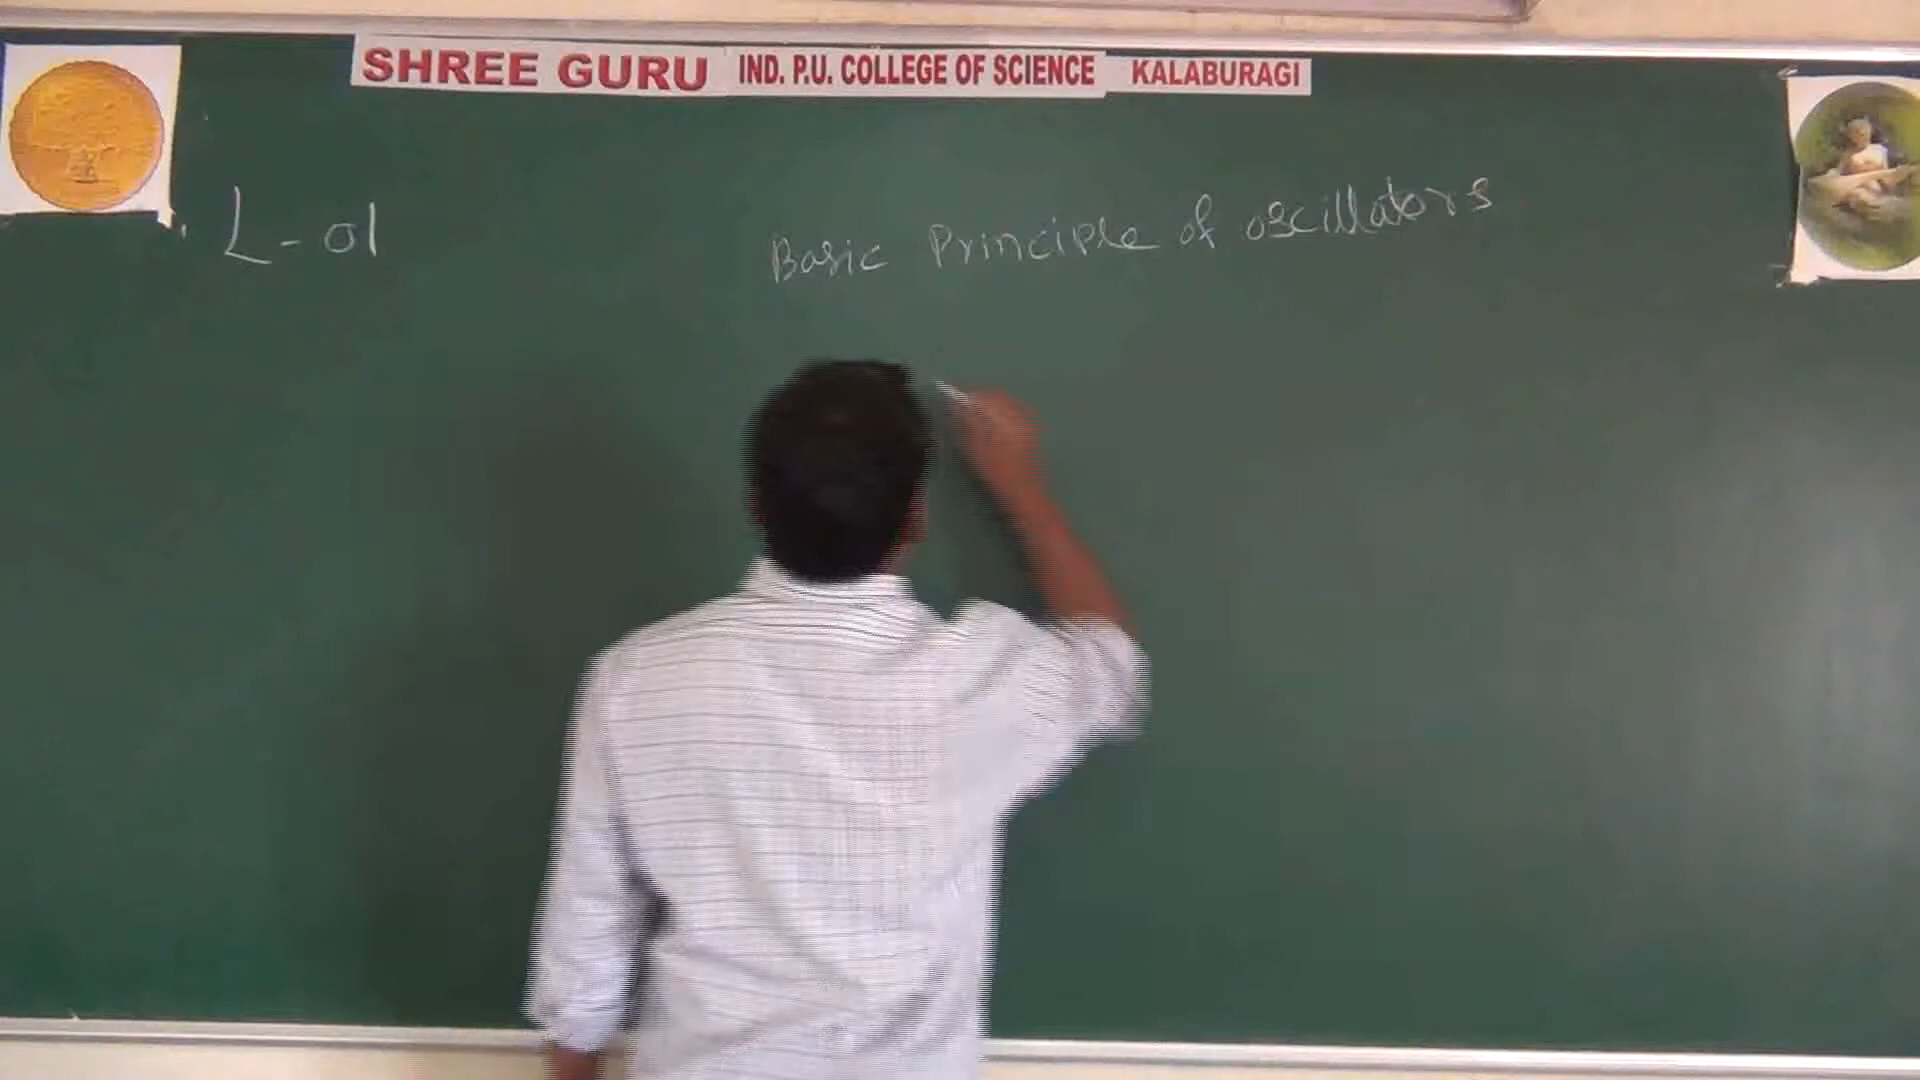 SHREE GURU IND. P.U. COLLEGE OF SCIENCE KALABURAGI
L-01
Basic Principle of oscillators